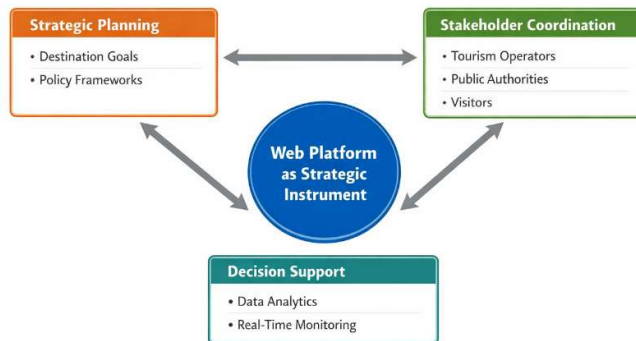 Strategic Planning
• Destination Goals
• Policy Frameworks
Stakeholder Coordination
• Tourism Operators
• Public Authorities
• Visitors
Web Platform
as Strategic
Instrument
Decision Support
• Data Analytics
• Real-Time Monitoring